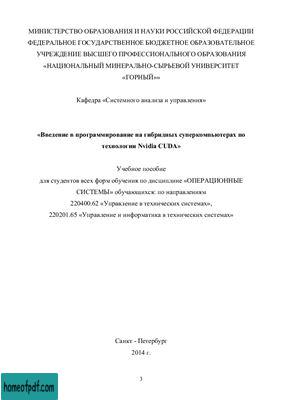 МИНИСТЕРСТВО ОБРАЗОВАНИЯ И НАУКИ РОССИЙСКОЙ ФЕДЕРАЦИИ
ФЕДЕРАЛЬНОЕ ГОСУДАРСТВЕННОЕ БЮДЖЕТНОЕ ОБРАЗОВАТЕЛЬНОЕ
УЧРЕЖДЕНИЕ ВЫСШЕГО ПРОФЕССИОНАЛЬНОГО ОБРАЗОВАНИЯ
«НАЦИОНАЛЬНЫЙ МИНЕРАЛЬНО-СЫРЬЕВОЙ УНИВЕРСИТЕТ
«ГОРНЫЙ»»
Кафедра «Системного анализа и управления»
«Введение в программирование на гибридных суперкомпьютерах по
технологии Nvidia CUDA»
Учебное пособие
для студентов всех форм обучения по дисциплине «ОПЕРАЦИОННЫЕ
СИСТЕМЫ» обучающихся: по направлениям
220400.62 «Управление в технических системах»,
220201.65 «Управление и информатика в технических системах»
Санкт - Петербург
2014 г.
3
homeofpdf.com